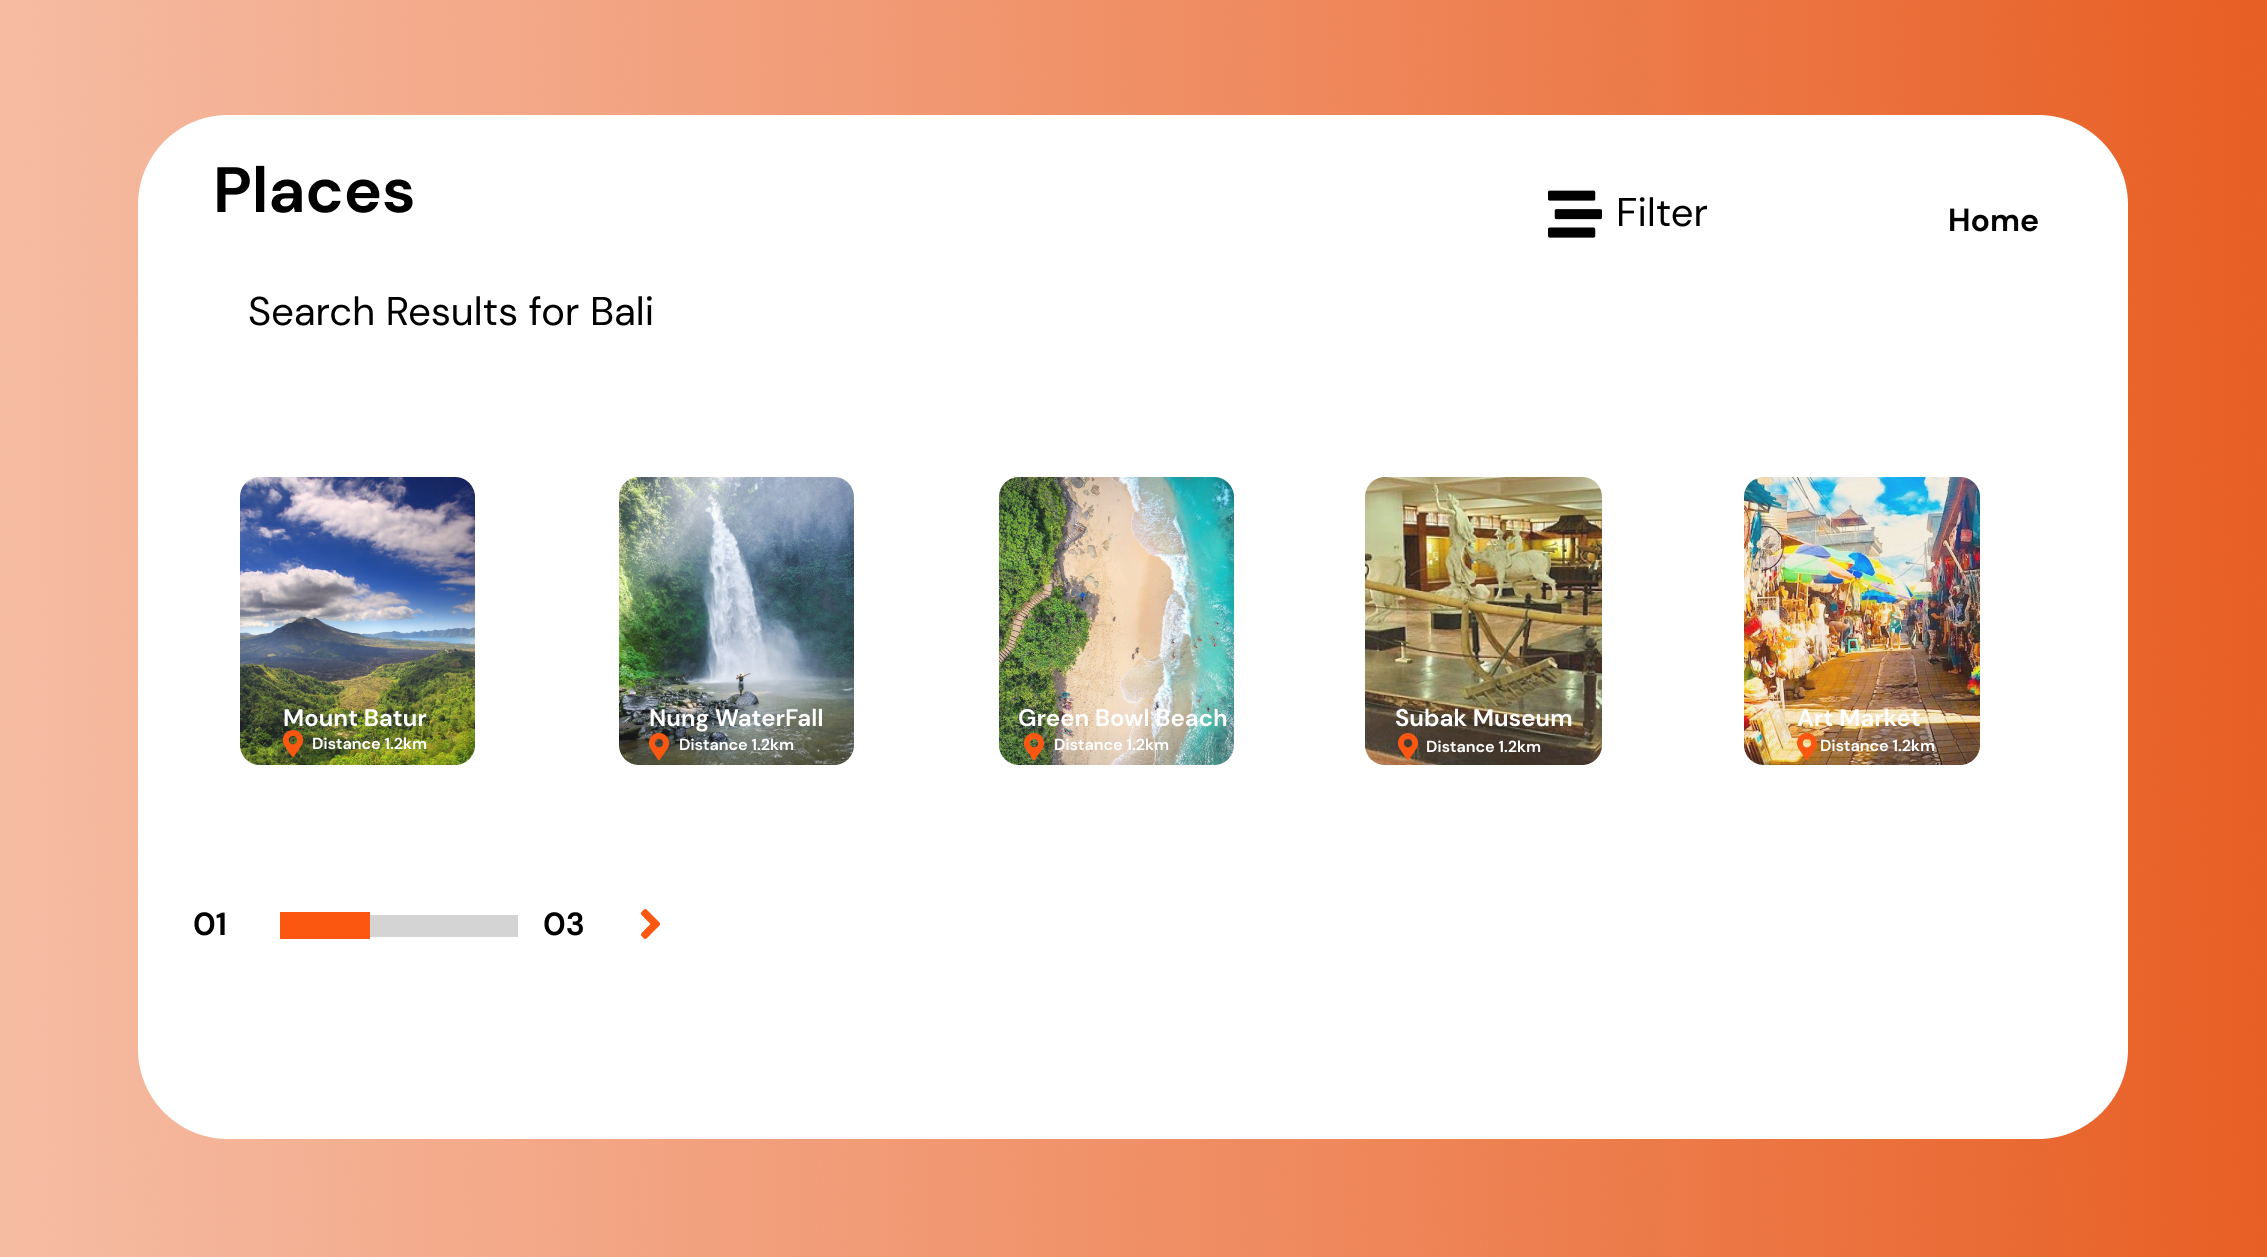 Places
Filter
Home
Search Results for Bali
Mount Batur
Distance 1.2km
Nung WaterFall
Distance 1.2km
Green Bowl Beach
Distance 1.2km
Subak Museum
Distance 1.2km
Art Market
Distance 1.2km
01
03